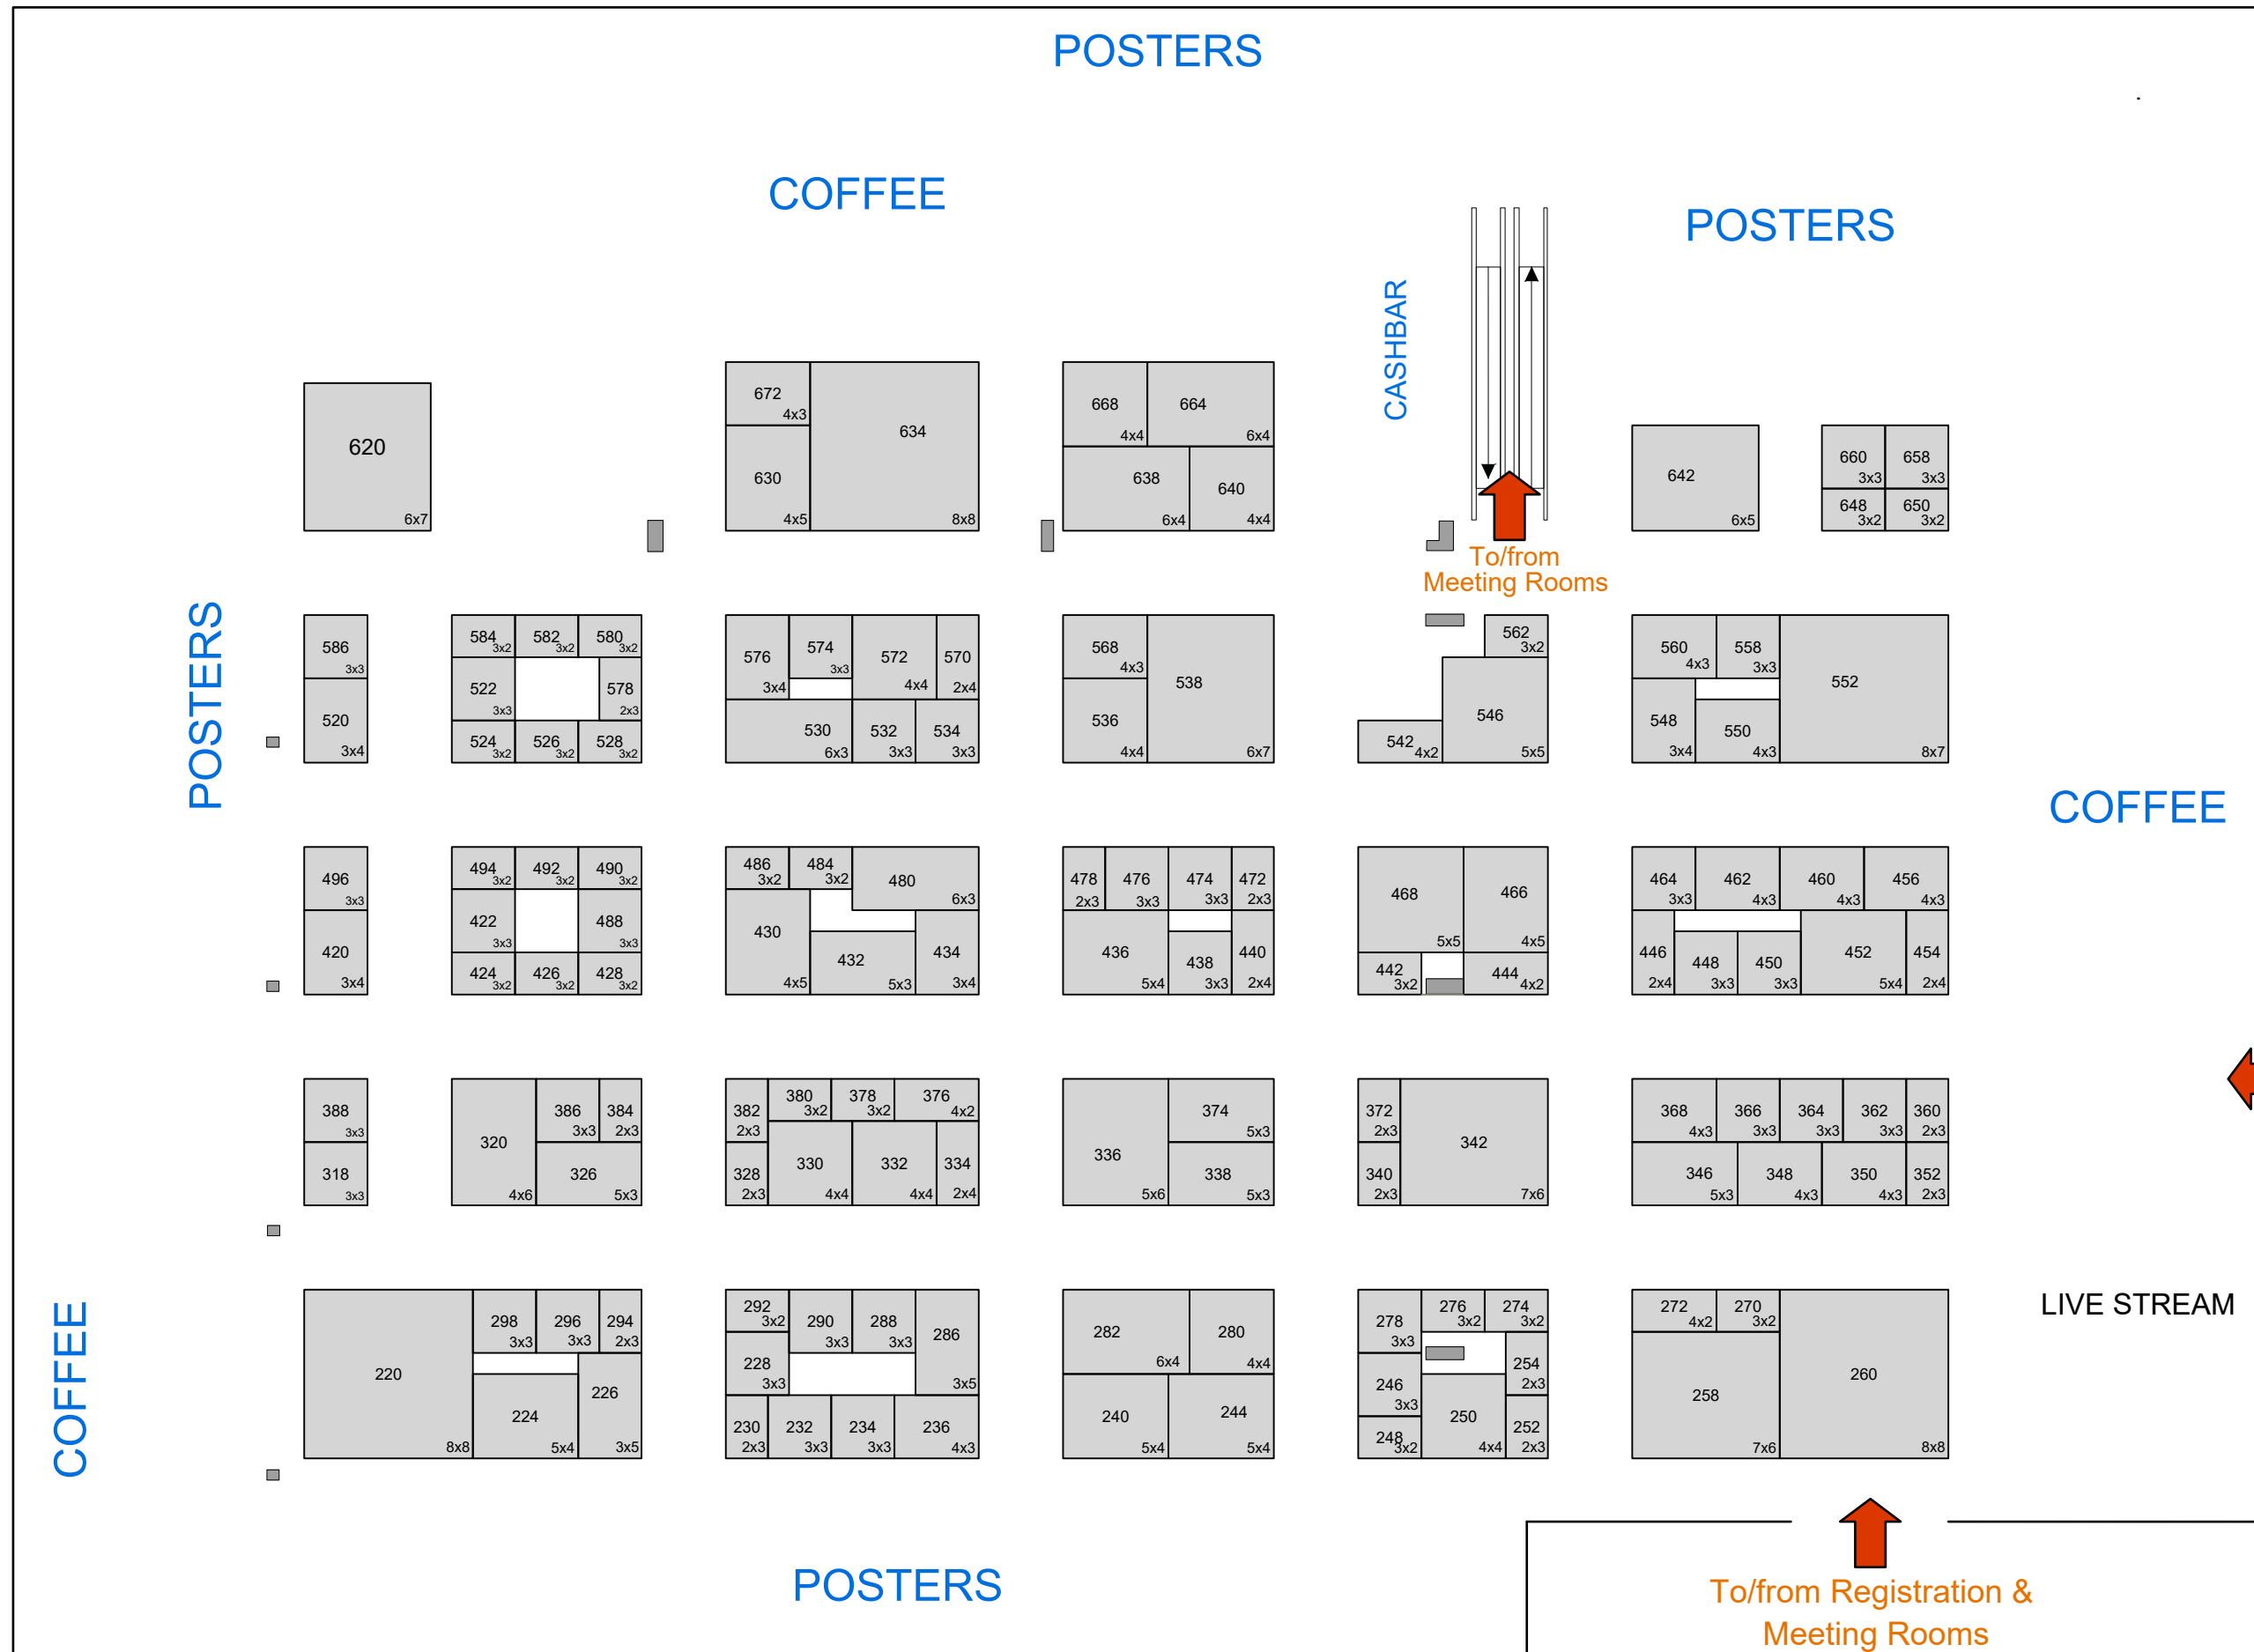 POSTERS
COFFEE
POSTERS
CASHBAR
620
6x7
672
4x3
634
630
4x5
8x8
668
4x4
664
6x4
638
6x4
640
4x4
642
6x5
660
3x3
658
3x3
648
3x2
650
3x2
To/from
Meeting Rooms
POSTERS
586
3x3
520
3x4
584
3x2
582
3x2
580
3x2
522
3x3
578
2x3
524
3x2
526
3x2
528
3x2
576
3x4
574
3x3
572
4x4
570
2x4
530
6x3
532
3x3
534
3x3
568
4x3
538
536
4x4
6x7
562
3x2
546
5x5
542
4x2
560
4x3
558
3x3
552
8x7
548
3x4
550
4x3
COFFEE
496
3x3
420
3x4
494
3x2
492
3x2
490
3x2
422
3x3
488
3x3
424
3x2
426
3x2
428
3x2
486
3x2
484
3x2
480
6x3
430
4x5
432
5x3
434
3x4
478
2x3
476
3x3
474
3x3
472
2x3
436
5x4
438
3x3
440
2x4
468
5x5
466
4x5
442
3x2
444
4x2
464
3x3
462
4x3
460
4x3
456
4x3
446
2x4
448
3x3
450
3x3
452
5x4
454
2x4
388
3x3
318
3x3
320
4x6
386
3x3
384
2x3
326
5x3
382
2x3
380
3x2
378
3x2
376
4x2
328
2x3
330
4x4
332
4x4
334
2x4
336
5x6
374
5x3
338
5x3
372
2x3
342
7x6
340
2x3
368
4x3
366
3x3
364
3x3
362
3x3
360
2x3
346
5x3
348
4x3
350
4x3
352
2x3
COFFEE
220
8x8
298
3x3
296
3x3
294
2x3
224
5x4
226
3x5
292
3x2
290
3x3
288
3x3
286
3x5
228
3x3
230
2x3
232
3x3
234
3x3
236
4x3
282
6x4
280
4x4
240
5x4
244
5x4
278
3x3
276
3x2
274
3x2
246
3x3
254
2x3
248
3x2
250
4x4
252
2x3
272
4x2
270
3x2
258
7x6
260
8x8
LIVE STREAM
POSTERS
To/from Registration &
Meeting Rooms